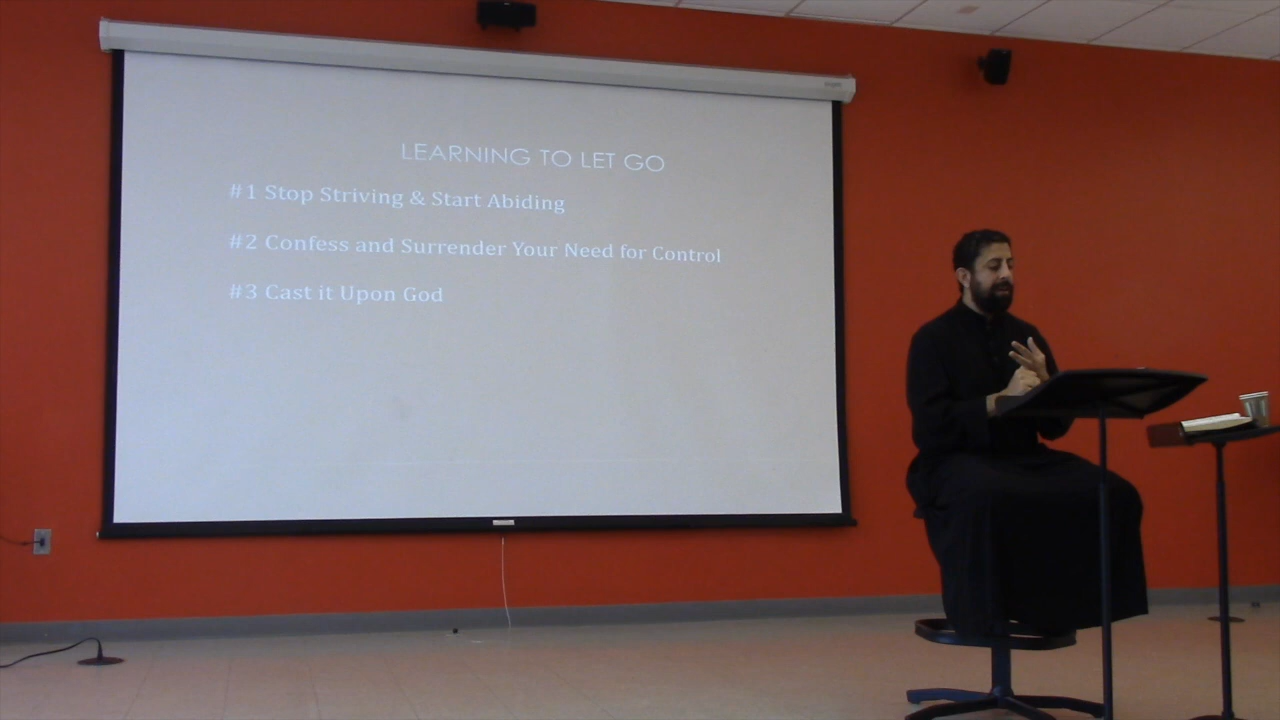 LEARNING TO LET GO
#1 Stop Striving & Start Abiding
#2 Confess and Surrender Your Need for Control
#3 Cast it Upon God